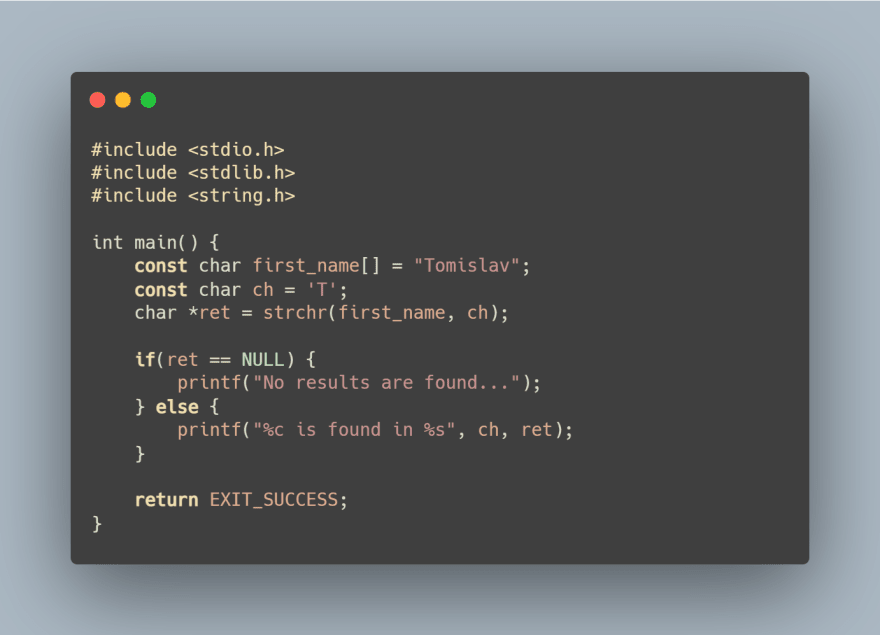 #include <stdio.h>
#include <stdlib.h>
#include <string.h>

int main() {
    const char first_name[] = "Tomislav";
    const char ch = 'T';
    char *ret = strchr(first_name, ch);

    if(ret == NULL) {
        printf("No results are found...");
    } else {
        printf("%c is found in %s", ch, ret);
    }

    return EXIT_SUCCESS;
}